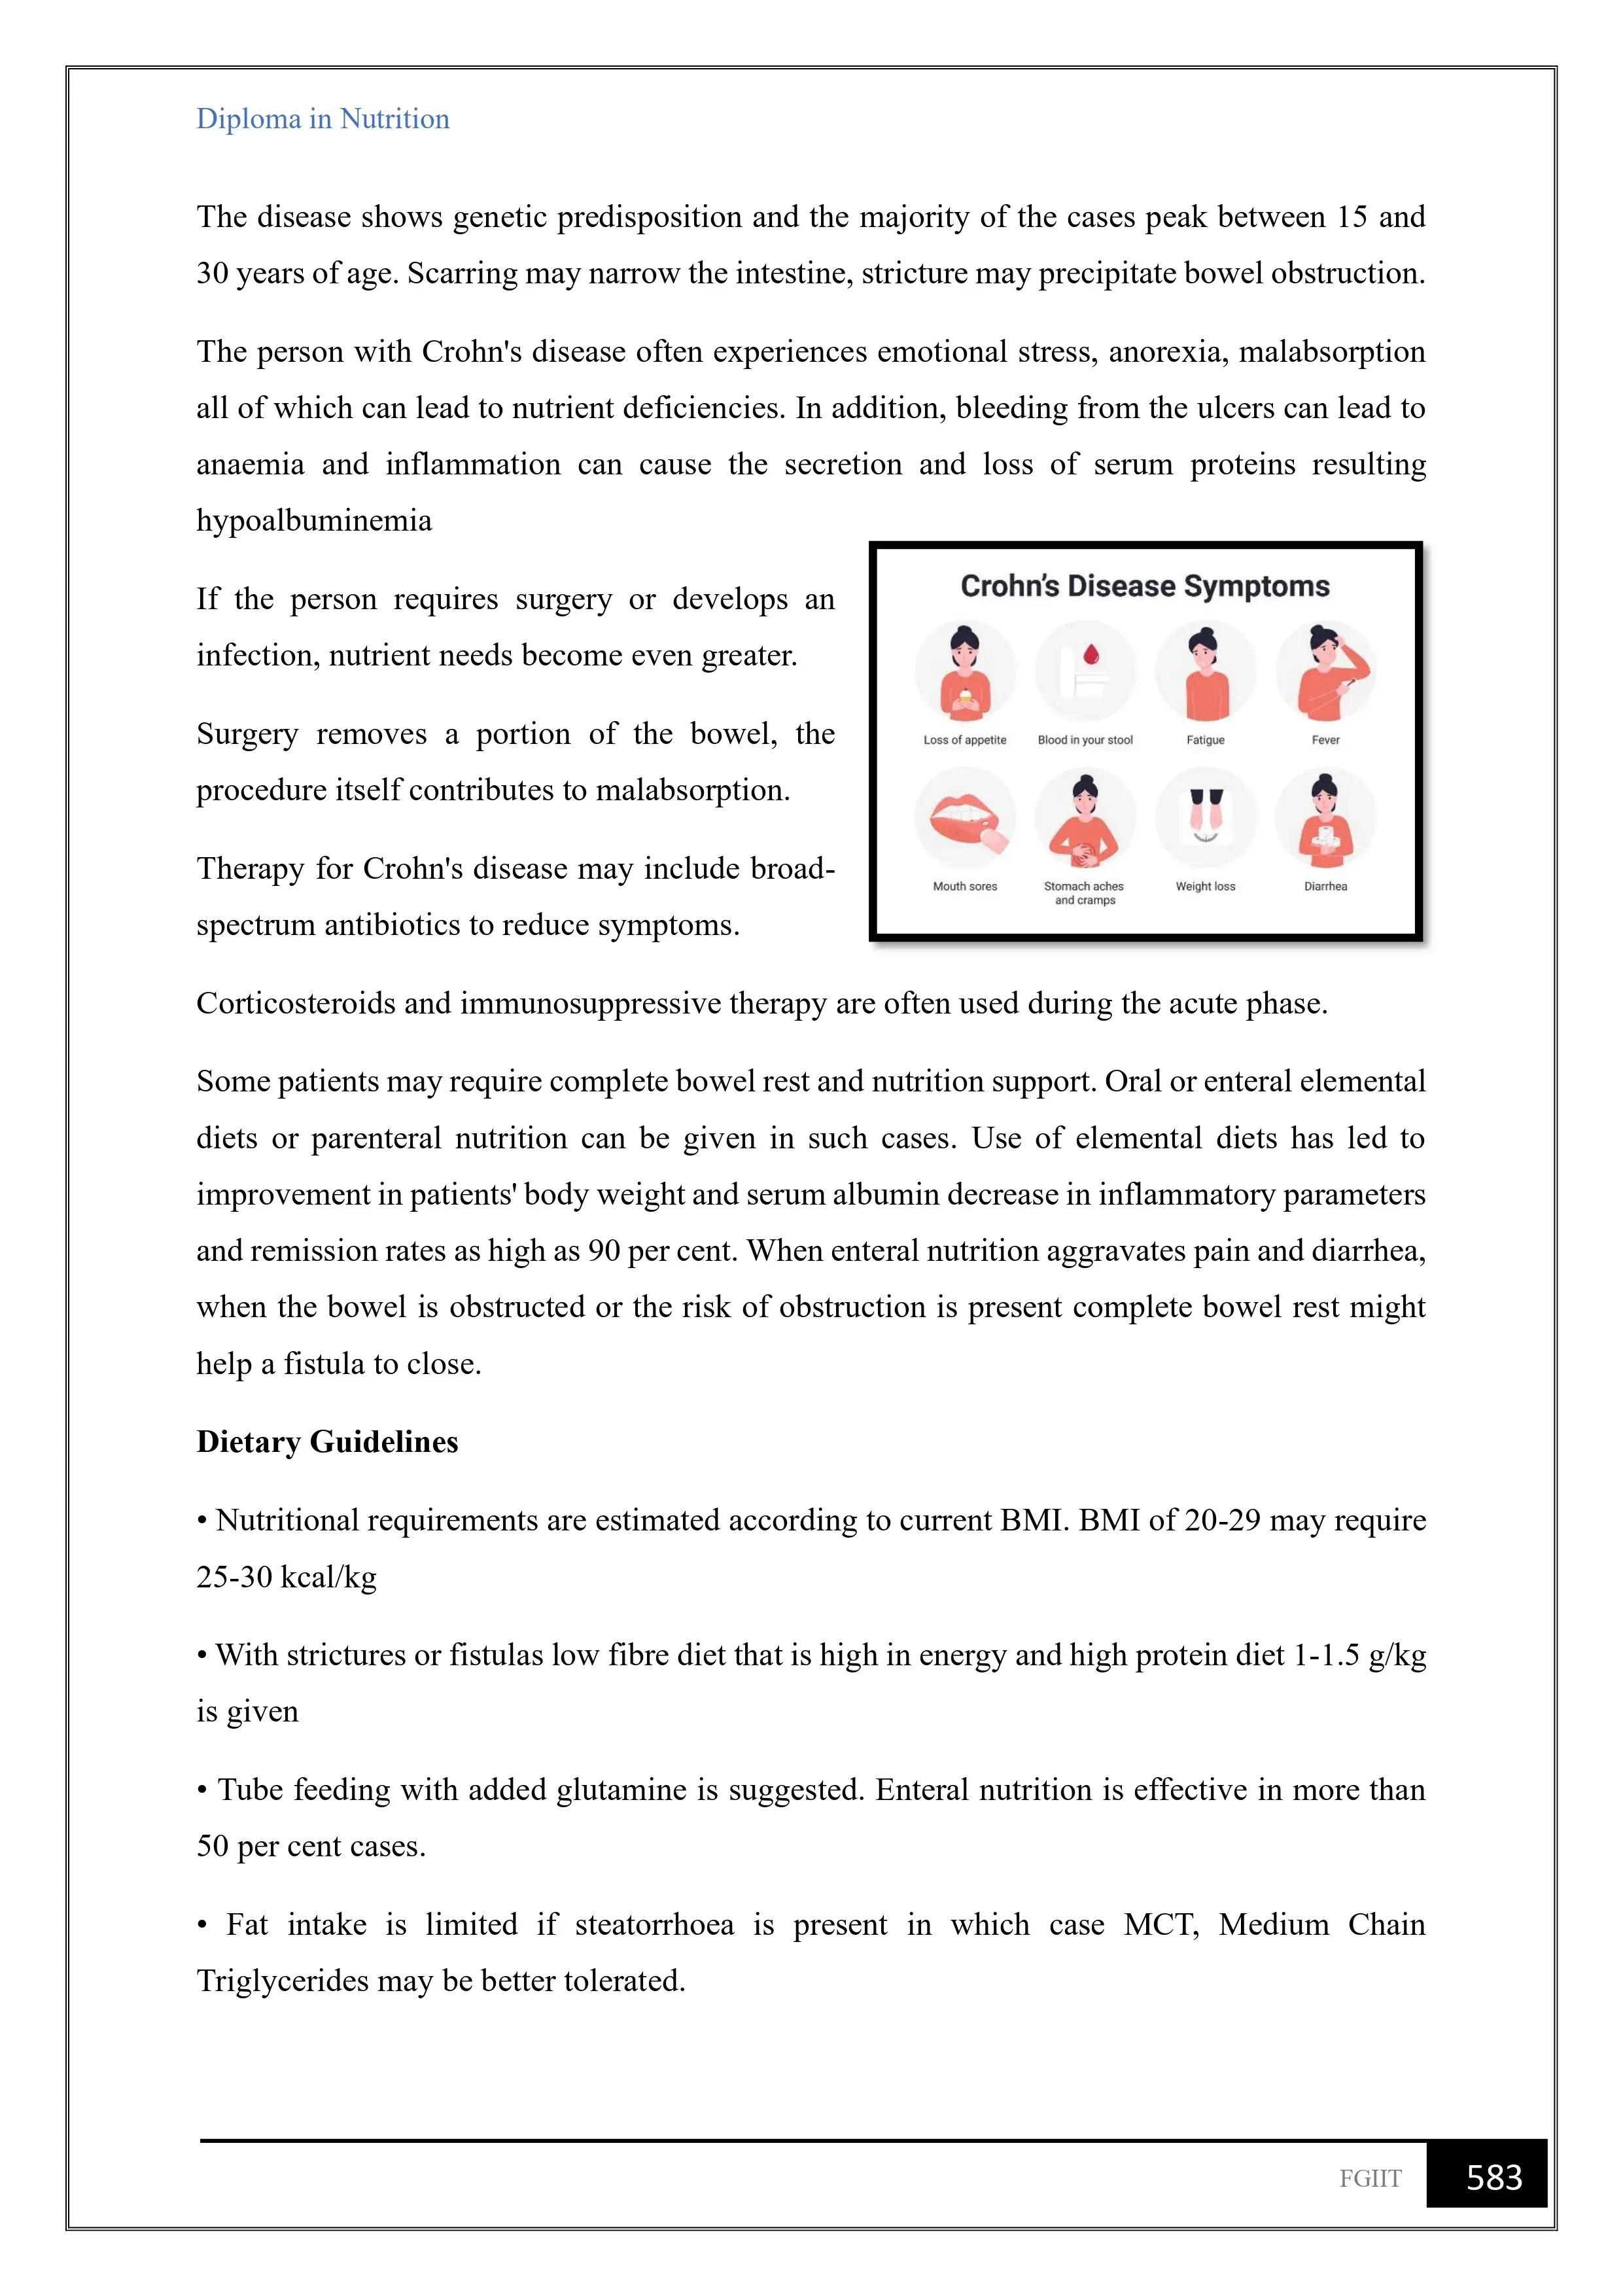 Diploma in Nutrition
The disease shows genetic predisposition and the majority of the cases peak between 15 and
30 years of age. Scarring may narrow the intestine, stricture may precipitate bowel obstruction.
The person with Crohn's disease often experiences emotional stress, anorexia, malabsorption
all of which can lead to nutrient deficiencies. In addition, bleeding from the ulcers can lead to
anaemia and inflammation can cause the secretion and loss of serum proteins resulting
hypoalbuminemia
If the person requires surgery or develops an
infection, nutrient needs become even greater.
Surgery removes a portion of the bowel, the
procedure itself contributes to malabsorption.
Therapy for Crohn's disease may include broad-
spectrum antibiotics to reduce symptoms.
Crohn’s Disease Symptoms
Loss of appetite
Blood in your stool
Fatigue
Fever
Mouth sores
Stomach aches
and cramps
Weight loss
Diarrhea
Corticosteroids and immunosuppressive therapy are often used during the acute phase.
Some patients may require complete bowel rest and nutrition support. Oral or enteral elemental
diets or parenteral nutrition can be given in such cases. Use of elemental diets has led to
improvement in patients' body weight and serum albumin decrease in inflammatory parameters
and remission rates as high as 90 per cent. When enteral nutrition aggravates pain and diarrhea,
when the bowel is obstructed or the risk of obstruction is present complete bowel rest might
help a fistula to close.
Dietary Guidelines
• Nutritional requirements are estimated according to current BMI. BMI of 20-29 may require
25-30 kcal/kg
• With strictures or fistulas low fibre diet that is high in energy and high protein diet 1-1.5 g/kg
is given
• Tube feeding with added glutamine is suggested. Enteral nutrition is effective in more than
50 per cent cases.
• Fat intake is limited if steatorrhoea is present in which case MCT, Medium Chain
Triglycerides may be better tolerated.
FGIIT
583